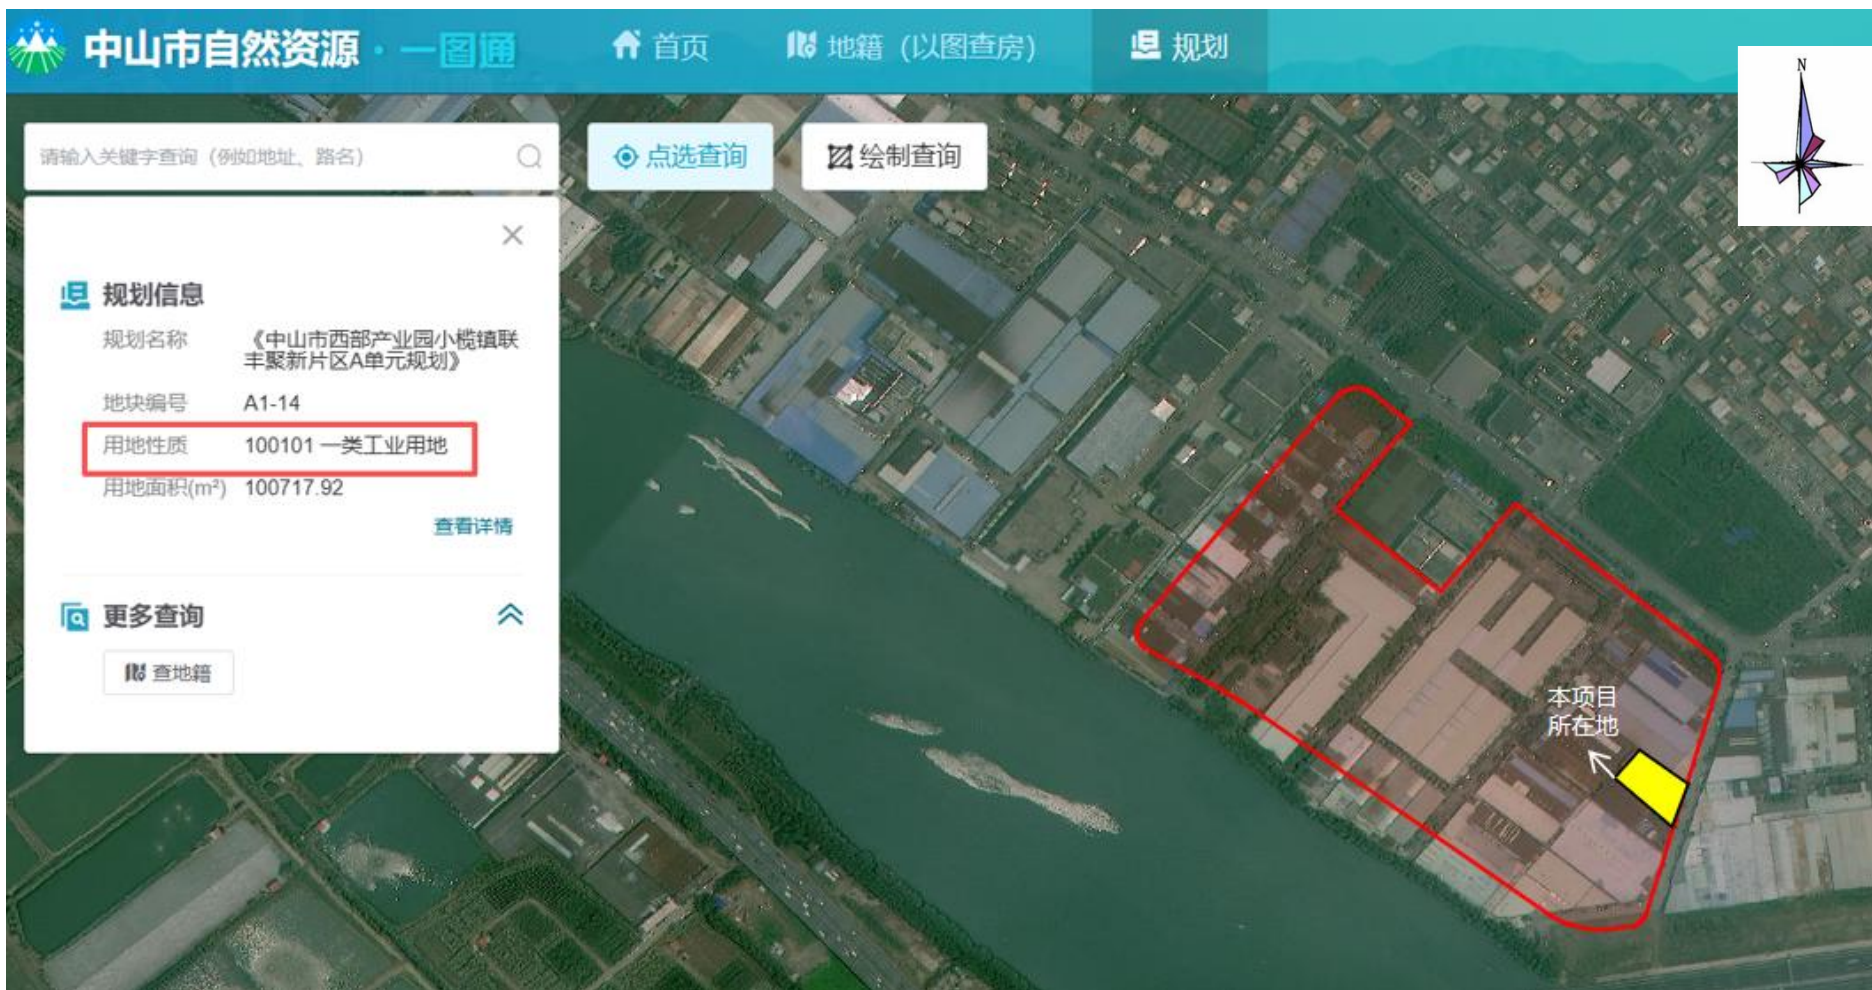 中山市自然资源·一图通
首页
地籍（以图查房）
规划
N
请输入关键字查询（例如地址、路名）
点选查询
绘制查询
规划信息
规划名称 《中山市西部产业园小榄镇联
丰聚新片区A单元规划》
地块编号 A1-14
用地性质 100101 一类工业用地
用地面积(m²) 100717.92
查看详情
更多查询
查地籍
本项目
所在地